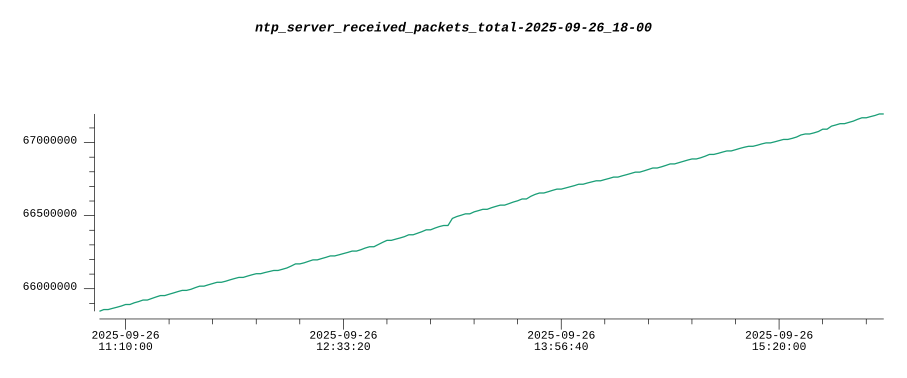 ntp_server_received_packets_total-2025-09-26_18-00
67000000
66500000
66000000
2025-09-26 2025-09-26 2025-09-26 2025-09-26
11:10:00 12:33:20 13:56:40 15:20:00